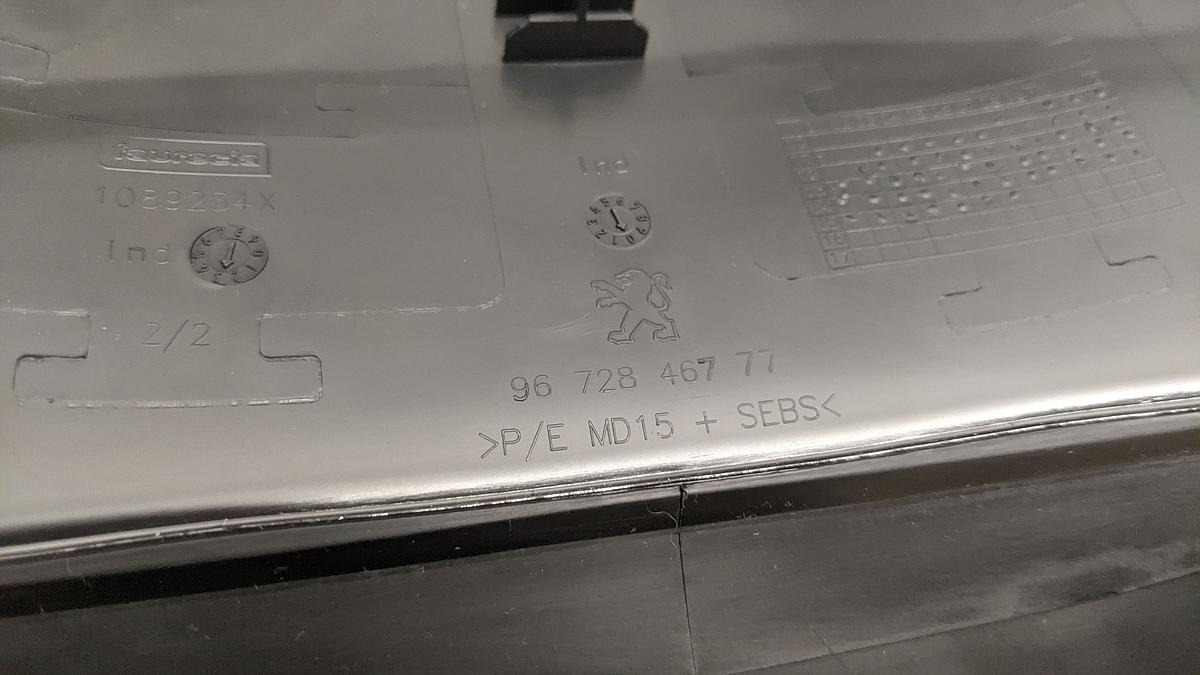 faurecia
1089234X
Ind
2/2
Ind
96 728 467 77
>P/E MD15 + SEBS<